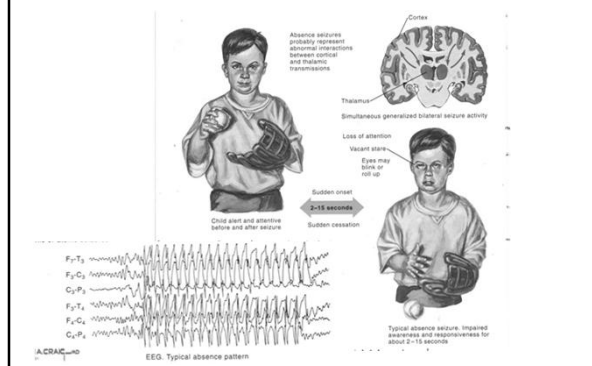 Absence seizures
probably represent
abnormal interactions
between cortical
and thalamic
transmissions
Cortex
Thalamus
Simultaneous generalized bilateral seizure activity
Loss of attention
Vacant stare
Eyes may
blink or
roll up
Sudden onset
2–15 seconds
Sudden cessation
Child alert and attentive
before and after seizure
F₇-T₃
F₃-C₃
C₃-P₃
F₇-T₄
F₄-C₄
C₄-P₄
Typical absence seizure. Impaired
awareness and responsiveness for
about 2–15 seconds
EEG. Typical absence pattern